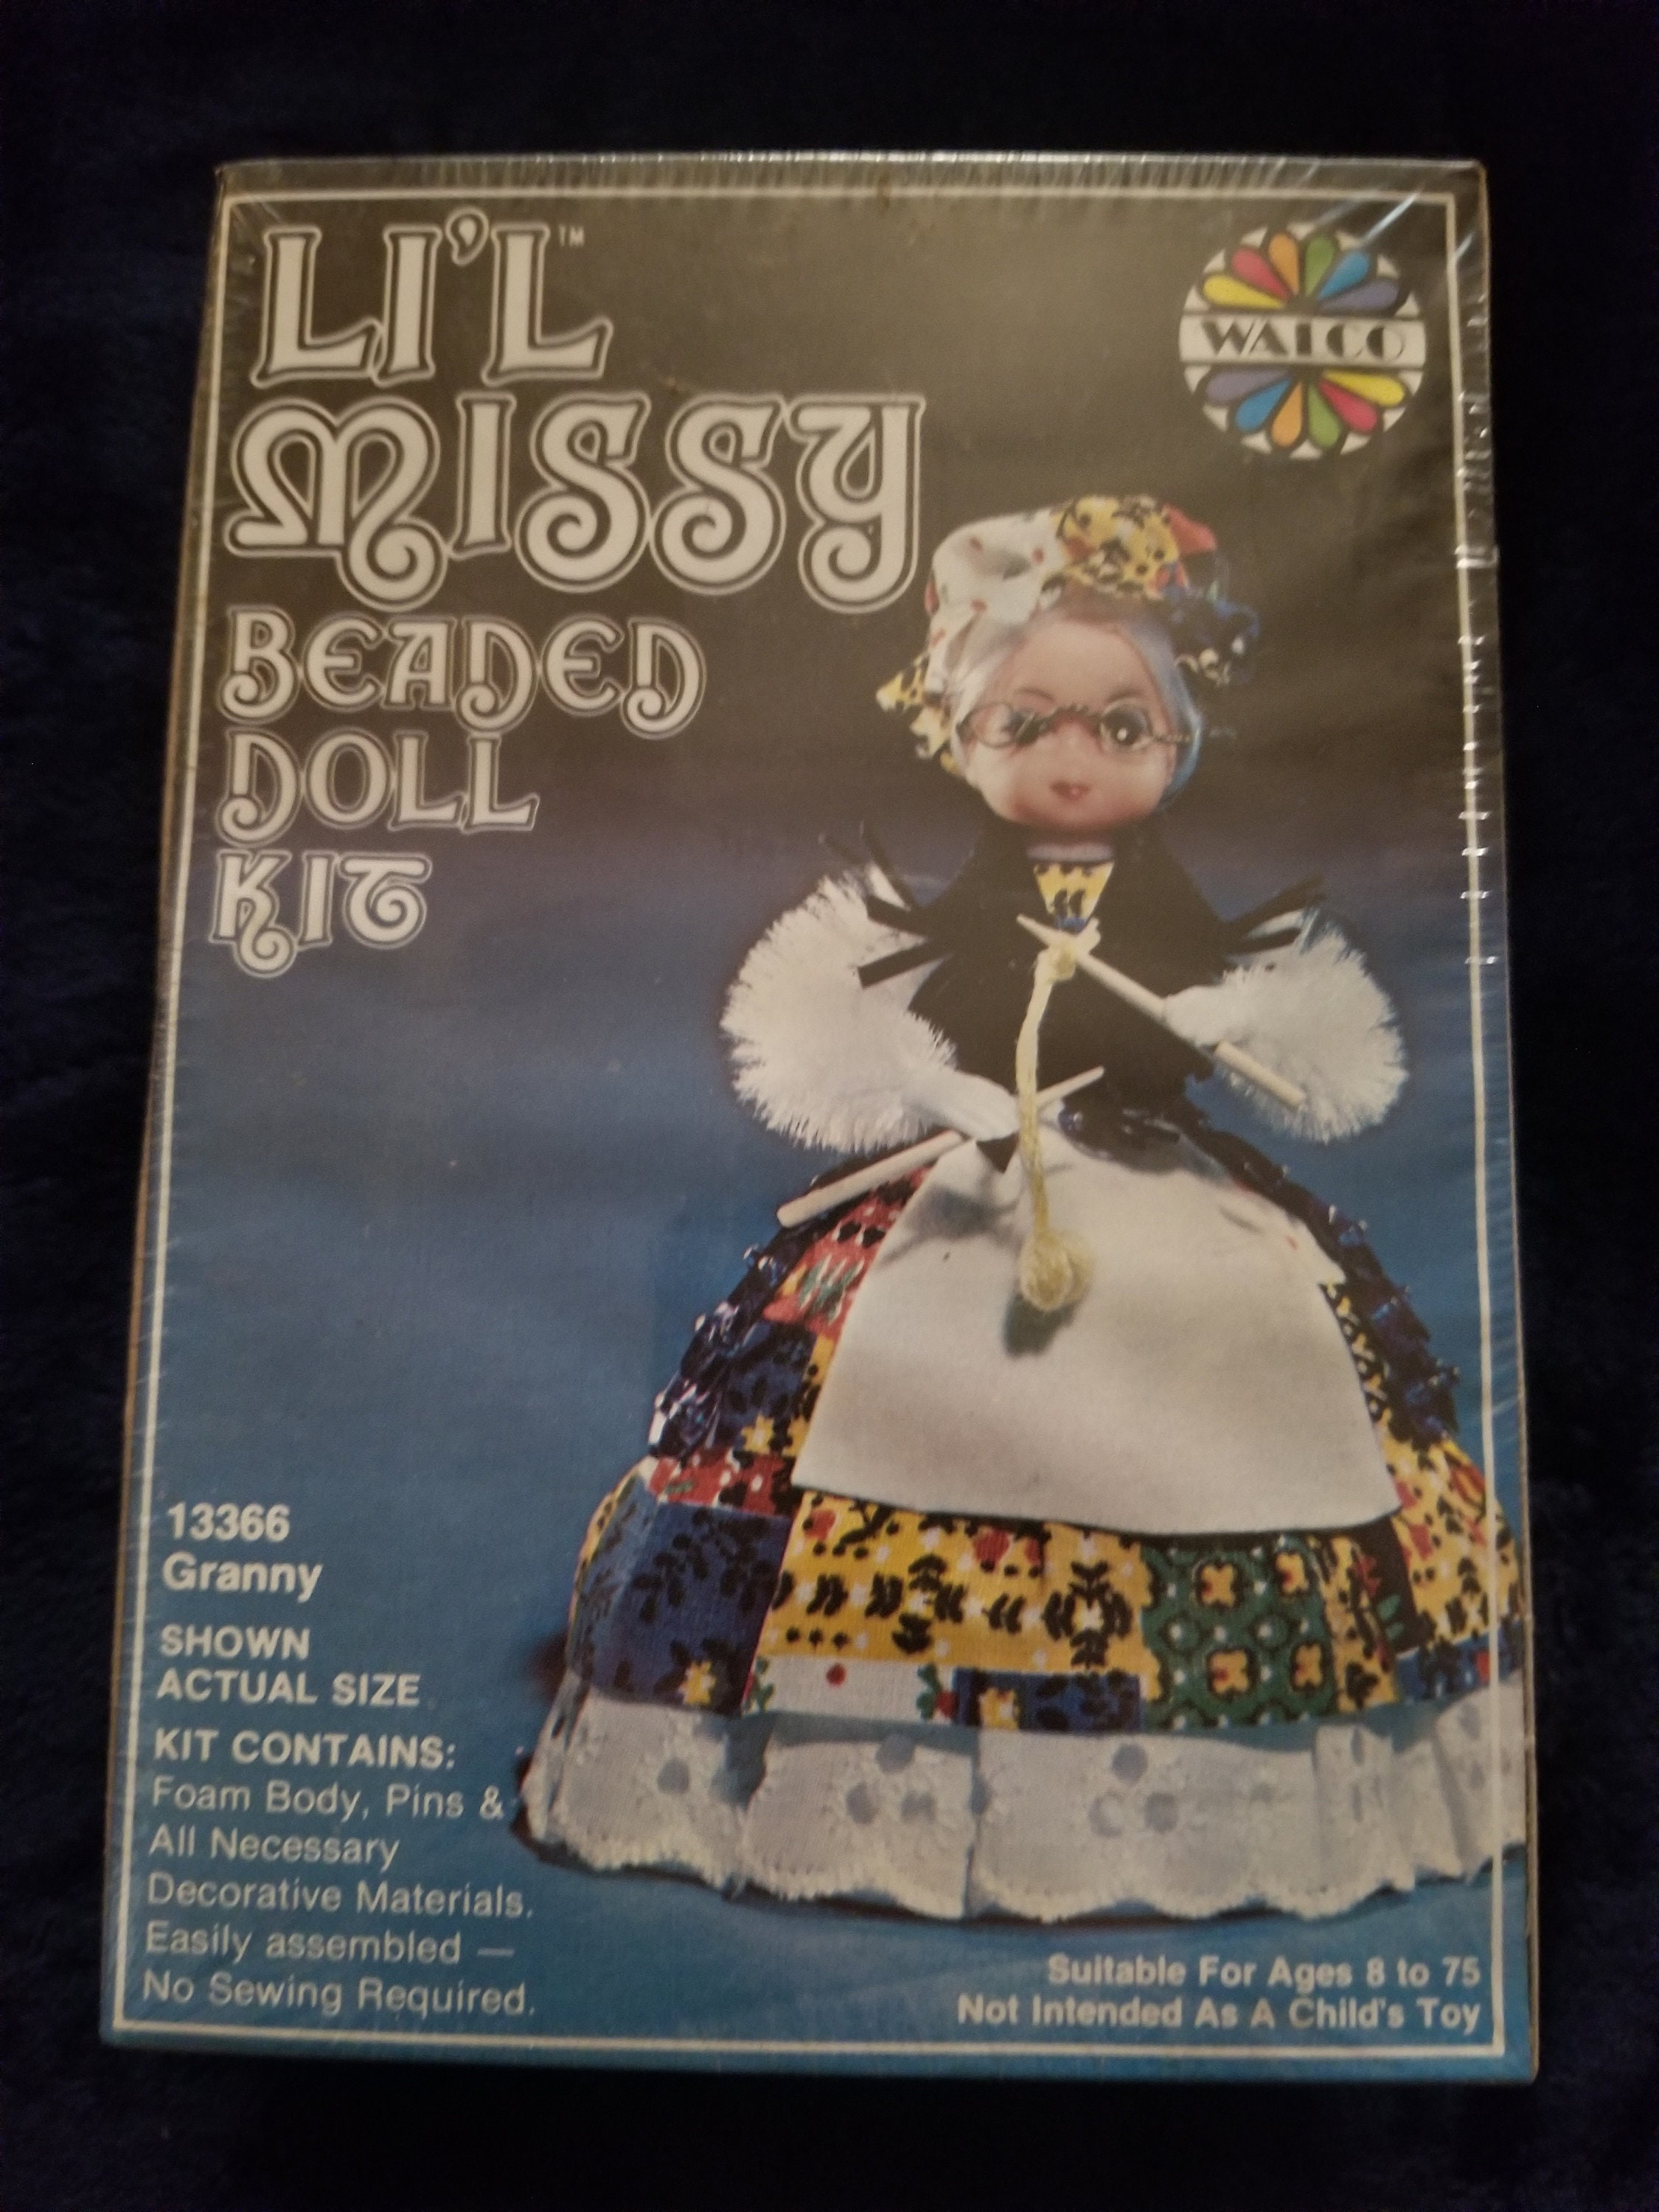 LI'L™
MISSY
BEADED
DOLL
KIT
WALCO
13366
Granny
SHOWN
ACTUAL SIZE
KIT CONTAINS:
Foam Body, Pins &
All Necessary
Decorative Materials.
Easily assembled —
No Sewing Required.
Suitable For Ages 8 to 75
Not Intended As A Child's Toy